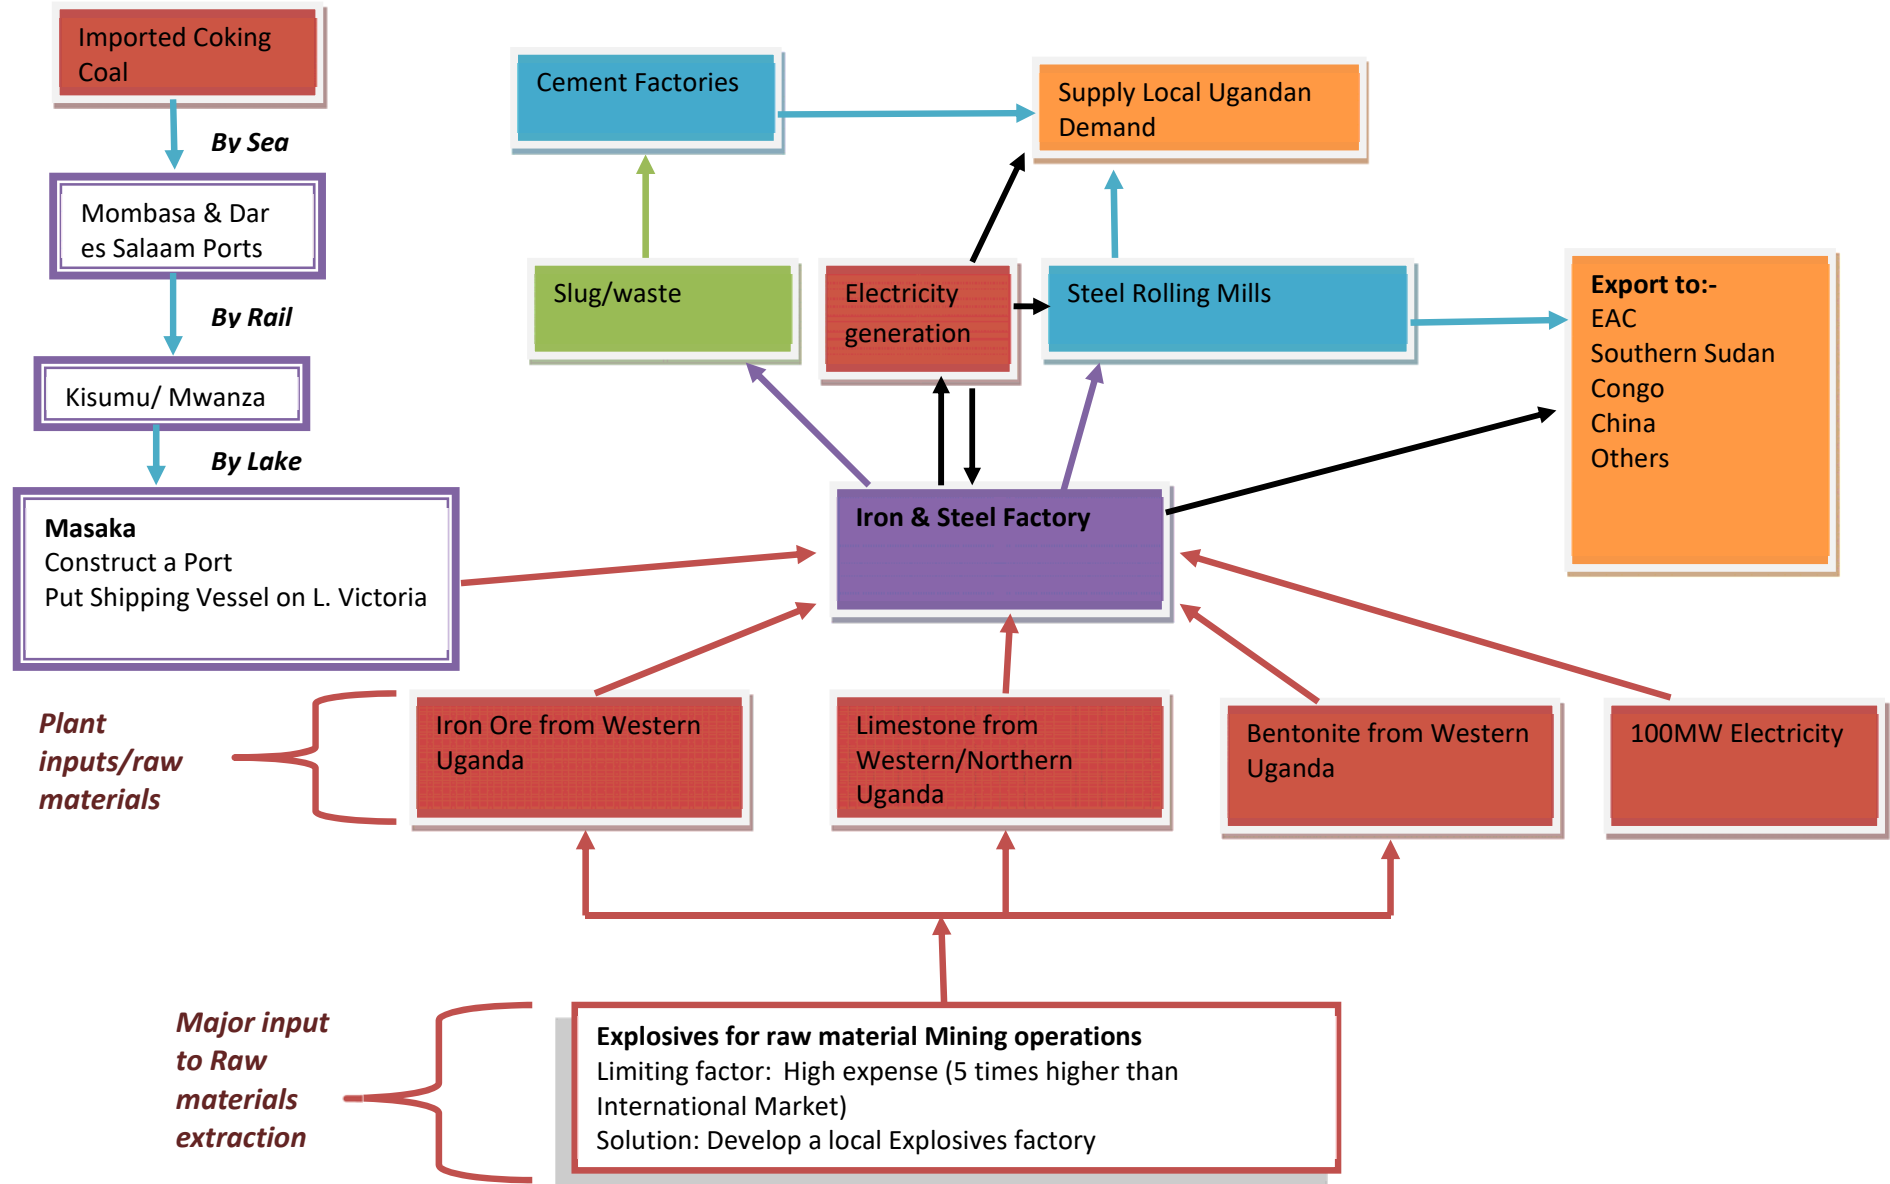 Imported Coking
Coal
By Sea
Mombasa & Dar
es Salaam Ports
By Rail
Kisumu/ Mwanza
By Lake
Masaka
Construct a Port
Put Shipping Vessel on L. Victoria
Cement Factories
Supply Local Ugandan
Demand
Slug/waste
Electricity
generation
Steel Rolling Mills
Export to:-
EAC
Southern Sudan
Congo
China
Others
Iron & Steel Factory
Plant
inputs/raw
materials
Iron Ore from Western
Uganda
Limestone from
Western/Northern
Uganda
Bentonite from Western
Uganda
100MW Electricity
Major input
to Raw
materials
extraction
Explosives for raw material Mining operations
Limiting factor:  High expense (5 times higher than
International Market)
Solution: Develop a local Explosives factory